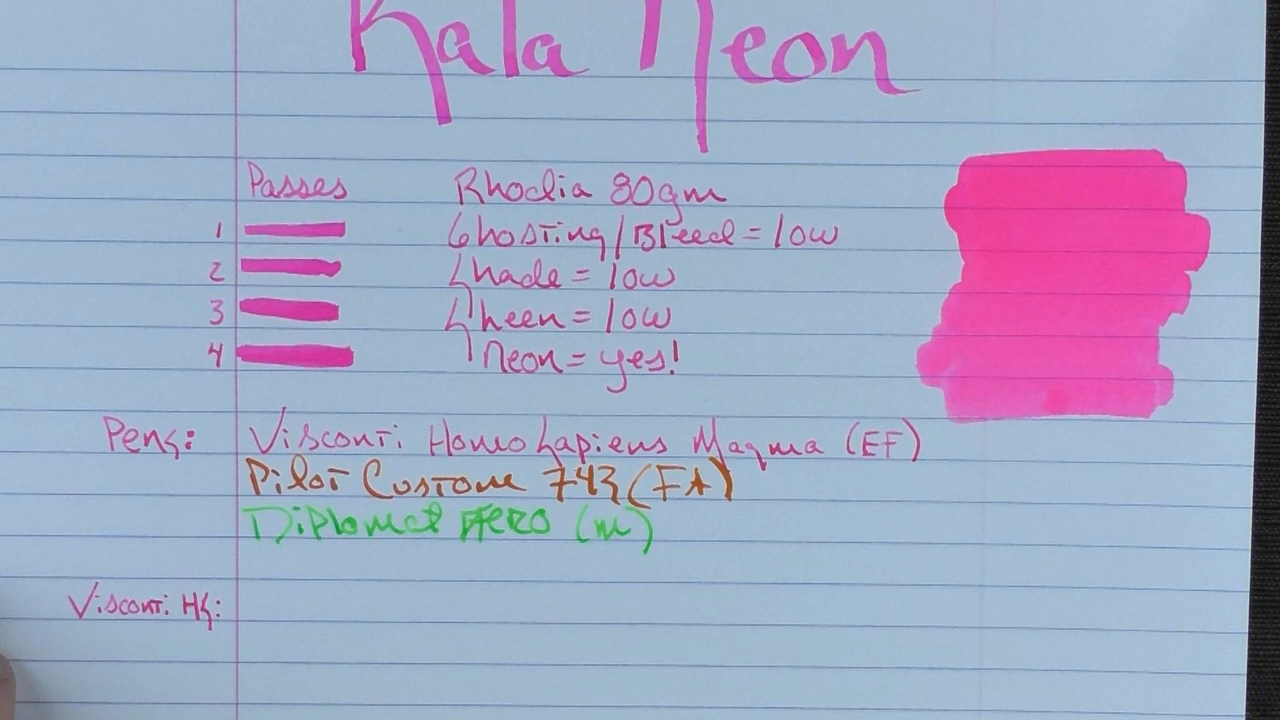 Kala Neon
Passes
1
2
3
4
Rhodia 80gm
Ghosting/Bleed = low
Shade = low
Sheen = low
Neon = yes!
Pens: Visconti Homo Sapiens Magma (EF)
Pilot Custom 743 (FA)
Diplomat Aero (m)
Visconti HS: